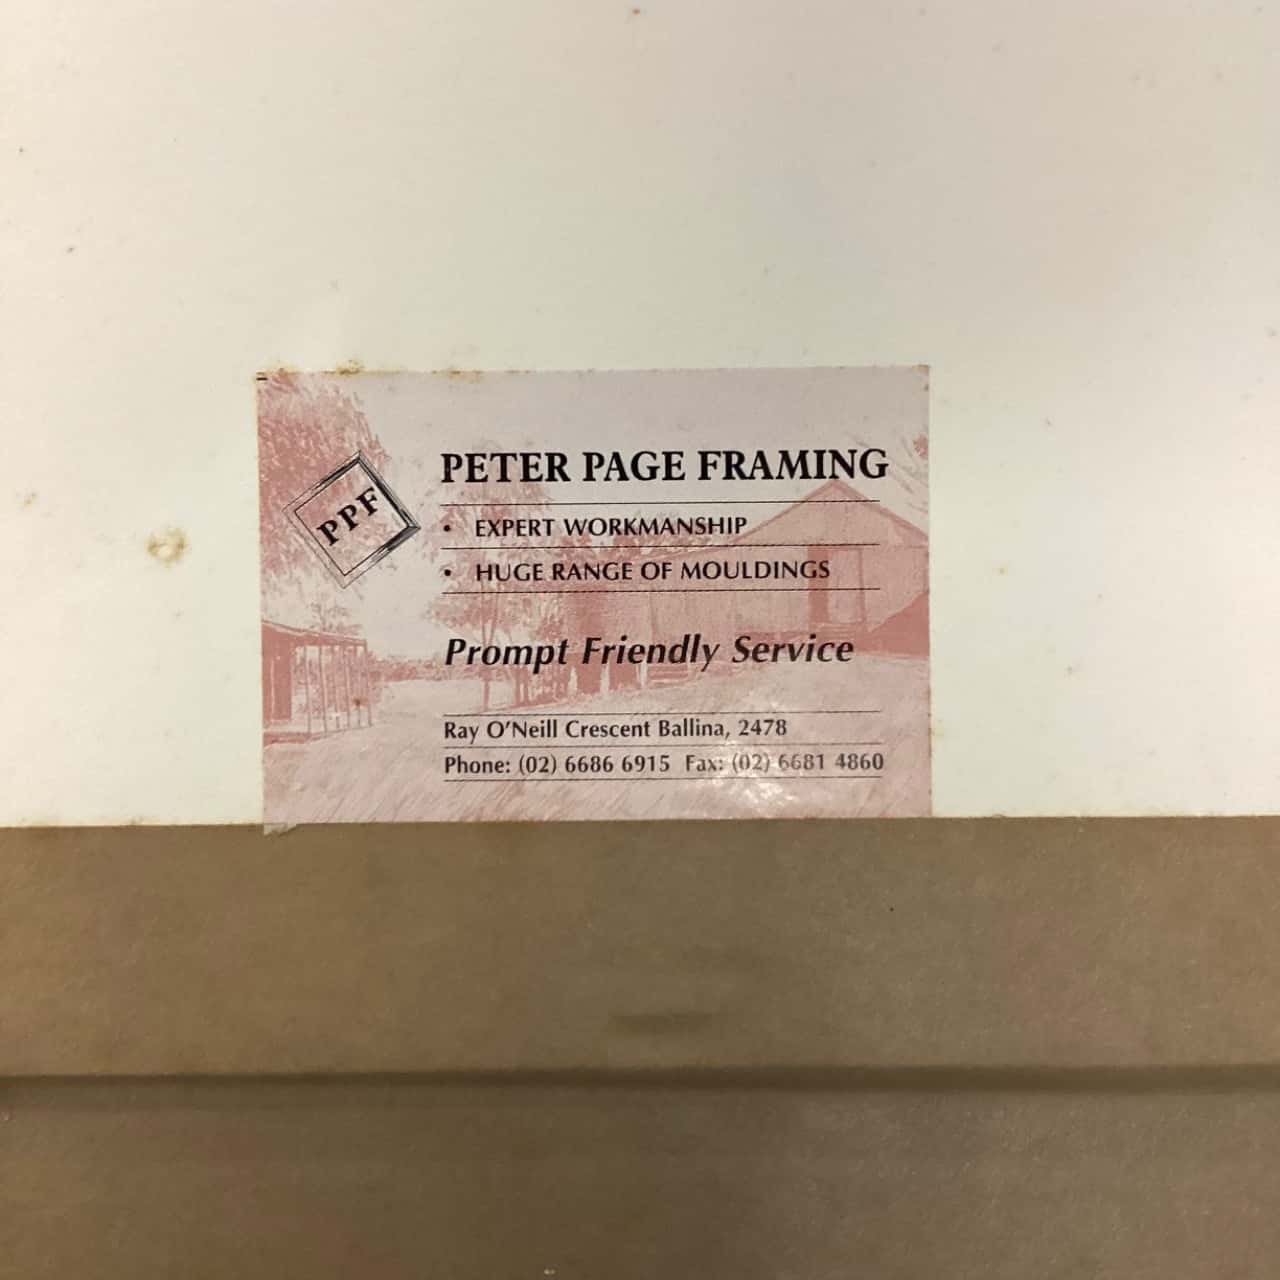 PPF
PETER PAGE FRAMING
• EXPERT WORKMANSHIP
• HUGE RANGE OF MOULDINGS
Prompt Friendly Service
Ray O'Neill Crescent Ballina, 2478
Phone: (02) 6686 6915 Fax: (02) 6681 4860